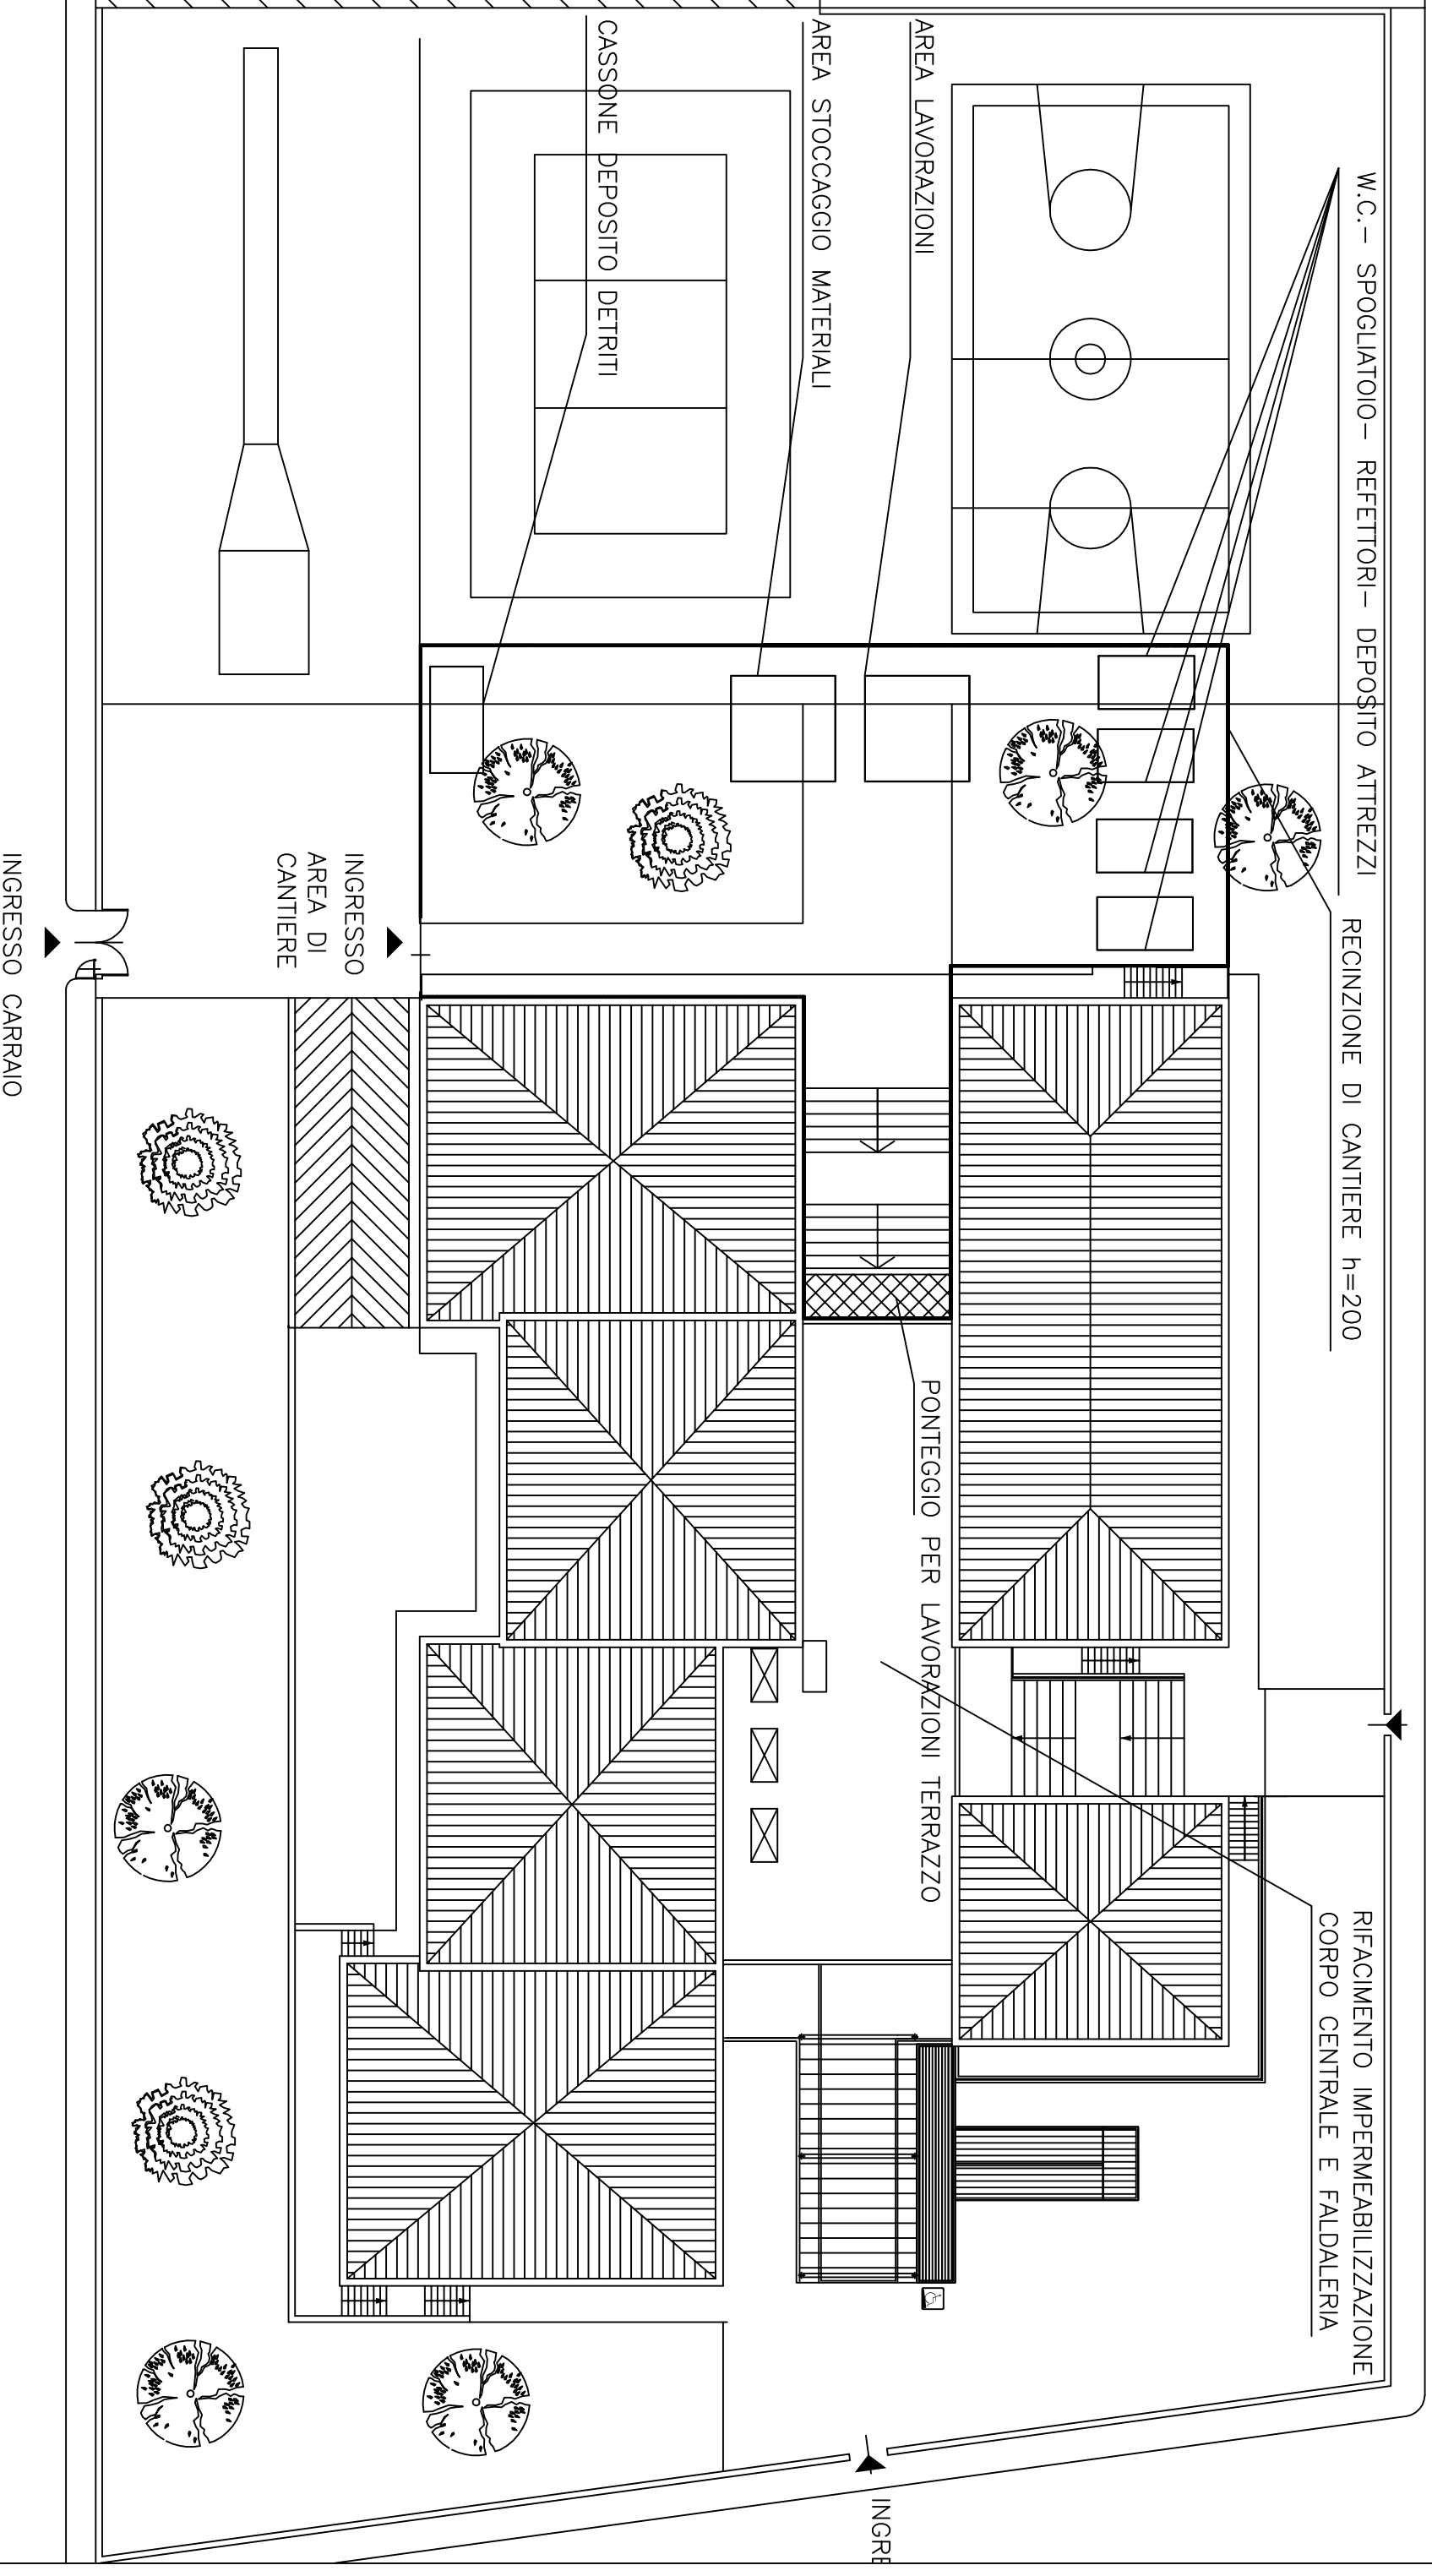 W.C.– SPOGLIATOIO– REFETTORI– DEPOSITO ATTREZZI
RECINZIONE DI CANTIERE h=200
RIFACIMENTO IMPERMEABILIZZAZIONE
CORPO CENTRALE E FALDALERIA
AREA LAVORAZIONI
AREA STOCCAGGIO MATERIALI
CASSONE DEPOSITO DETRITI
PONTEGGIO PER LAVORAZIONI TERRAZZO
INGRESSO
AREA DI
CANTIERE
INGRESSO CARRAIO
INGRE